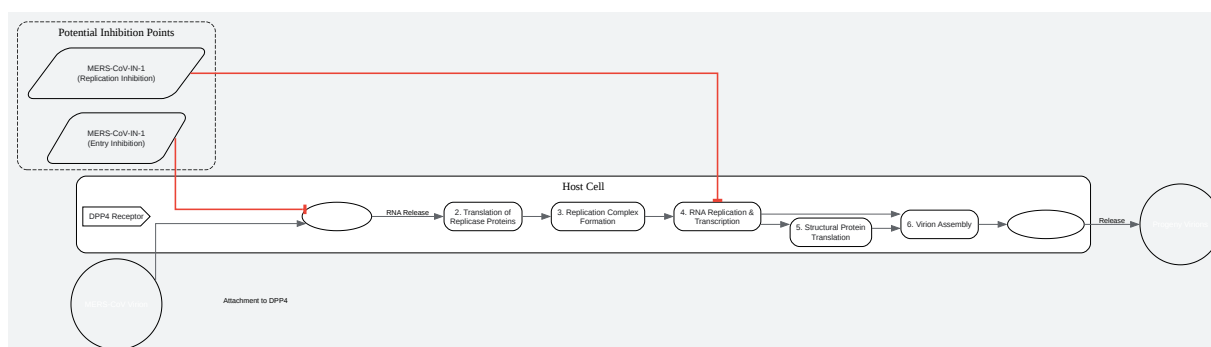 Potential Inhibition Points
MERS-CoV-IN-1
(Replication Inhibition)
MERS-CoV-IN-1
(Entry Inhibition)
Host Cell
DPP4 Receptor
RNA Release
2. Translation of
Replicase Proteins
3. Replication Complex
Formation
4. RNA Replication &
Transcription
5. Structural Protein
Translation
6. Virion Assembly
Release
Attachment to DPP4